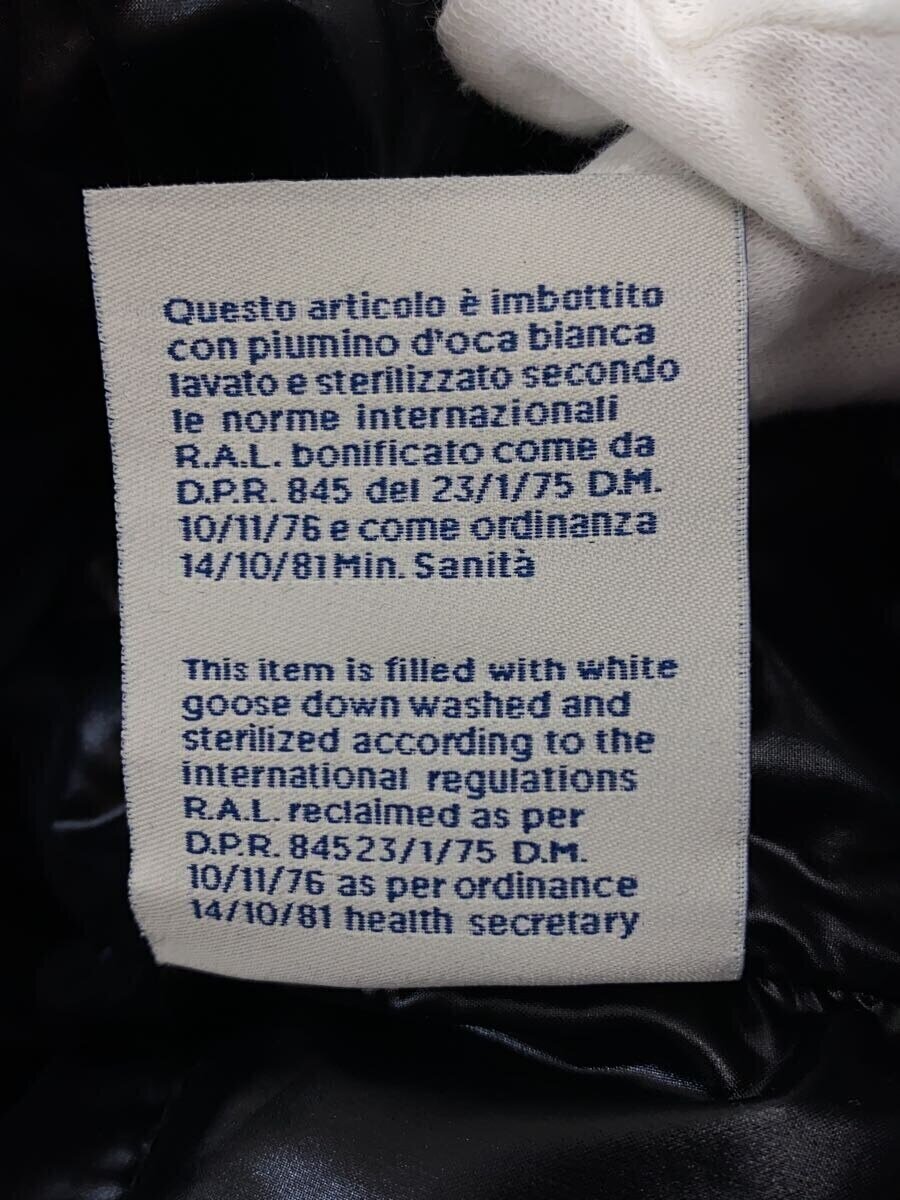 Questo articolo è imbottito
con piumino d'oca bianca
lavato e sterilizzato secondo
le norme internazionali
R.A.L. bonificato come da
D.P.R. 845 del 23/1/75 D.M.
10/11/76 e come ordinanza
14/10/81 Min. Sanità
This item is filled with white
goose down washed and
sterilized according to the
international regulations
R.A.L. reclaimed as per
D.P.R. 84523/1/75 D.M.
10/11/76 as per ordinance
14/10/81 health secretary